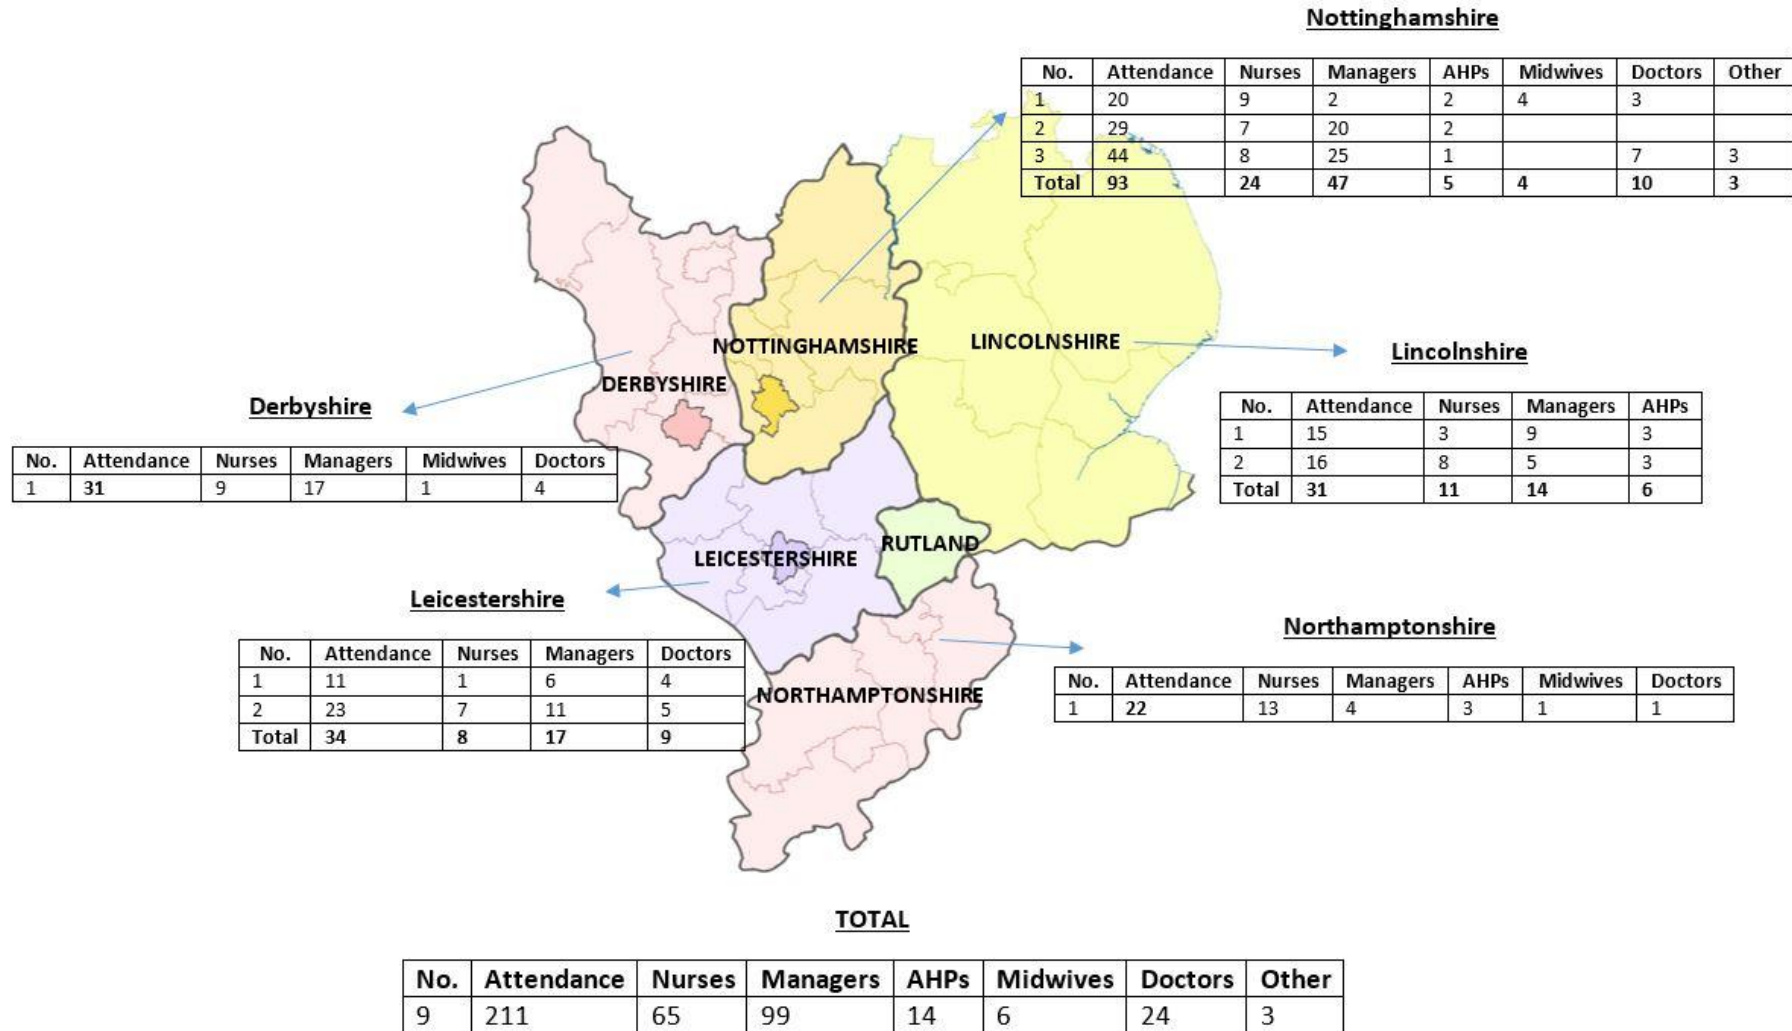 Nottinghamshire
No. Attendance Nurses Managers AHPs Midwives Doctors Other
1 20 9 2 2 4 3
2 29 7 20 2
3 44 8 25 1 7 3
Total 93 24 47 5 4 10 3
NOTTINGHAMSHIRE
LINCOLNSHIRE
DERBYSHIRE
Lincolnshire
No. Attendance Nurses Managers AHPs
1 15 3 9 3
2 16 8 5 3
Total 31 11 14 6
Derbyshire
No. Attendance Nurses Managers Midwives Doctors
1 31 9 17 1 4
LEICESTERSHIRE
RUTLAND
Leicestershire
No. Attendance Nurses Managers Doctors
1 11 1 6 4
2 23 7 11 5
Total 34 8 17 9
Northamptonshire
No. Attendance Nurses Managers AHPs Midwives Doctors
1 22 13 4 3 1 1
NORTHAMPTONSHIRE
TOTAL
No. Attendance Nurses Managers AHPs Midwives Doctors Other
9 211 65 99 14 6 24 3